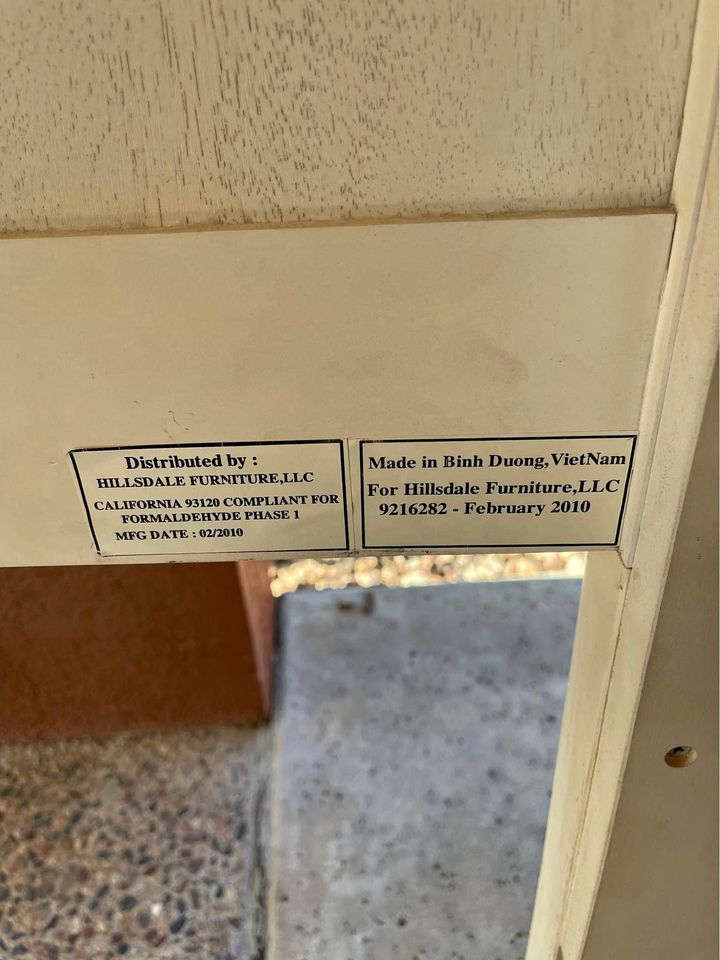 Distributed by :
HILLSDALE FURNITURE,LLC
CALIFORNIA 93120 COMPLIANT FOR
FORMALDEHYDE PHASE 1
MFG DATE : 02/2010
Made in Binh Duong,VietNam
For Hillsdale Furniture,LLC
9216282 - February 2010